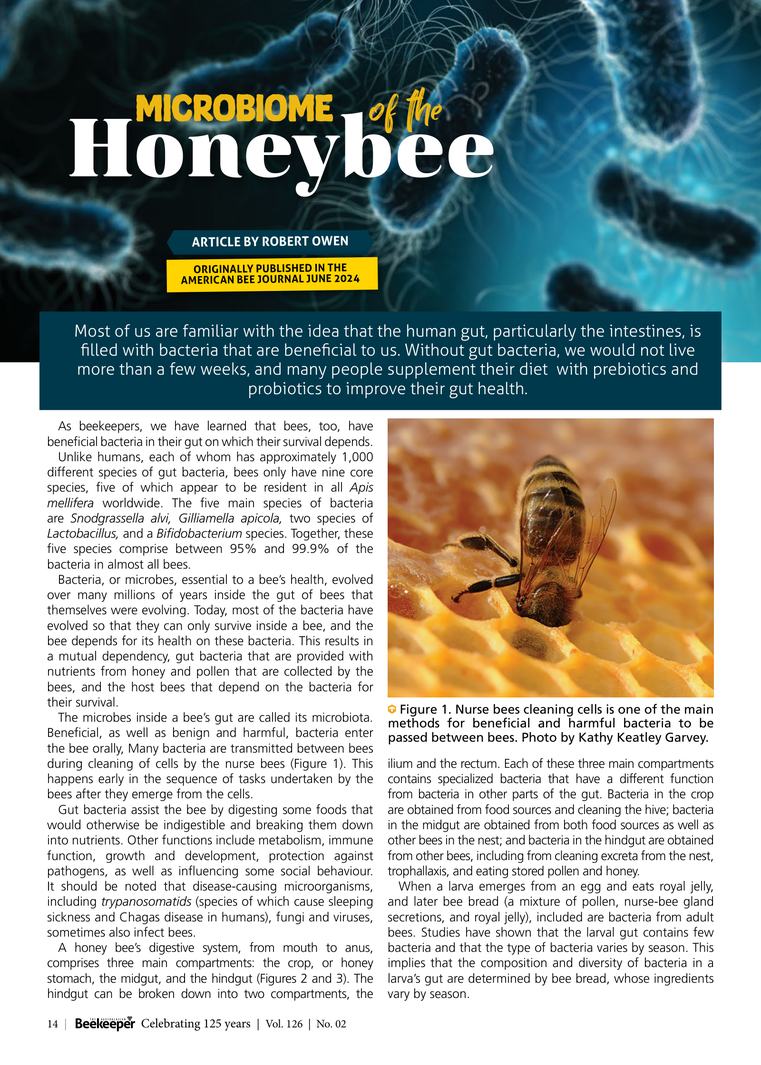 MICROBIOME of the
Honeybee
ARTICLE BY ROBERT OWEN
ORIGINALLY PUBLISHED IN THE
AMERICAN BEE JOURNAL JUNE 2024
Most of us are familiar with the idea that the human gut, particularly the intestines, is
filled with bacteria that are beneficial to us. Without gut bacteria, we would not live
more than a few weeks, and many people supplement their diet with prebiotics and
probiotics to improve their gut health.
As beekeepers, we have learned that bees, too, have
beneficial bacteria in their gut on which their survival depends.
Unlike humans, each of whom has approximately 1,000
different species of gut bacteria, bees only have nine core
species, five of which appear to be resident in all Apis
mellifera worldwide. The five main species of bacteria
are Snodgrassella alvi, Gilliamella apicola, two species of
Lactobacillus, and a Bifidobacterium species. Together, these
five species comprise between 95% and 99.9% of the
bacteria in almost all bees.
Bacteria, or microbes, essential to a bee's health, evolved
over many millions of years inside the gut of bees that
themselves were evolving. Today, most of the bacteria have
evolved so that they can only survive inside a bee, and the
bee depends for its health on these bacteria. This results in
a mutual dependency, gut bacteria that are provided with
nutrients from honey and pollen that are collected by the
bees, and the host bees that depend on the bacteria for
their survival.
The microbes inside a bee's gut are called its microbiota.
Beneficial, as well as benign and harmful, bacteria enter
the bee orally, Many bacteria are transmitted between bees
during cleaning of cells by the nurse bees (Figure 1). This
happens early in the sequence of tasks undertaken by the
bees after they emerge from the cells.
Gut bacteria assist the bee by digesting some foods that
would otherwise be indigestible and breaking them down
into nutrients. Other functions include metabolism, immune
function, growth and development, protection against
pathogens, as well as influencing some social behaviour.
It should be noted that disease-causing microorganisms,
including trypanosomatids (species of which cause sleeping
sickness and Chagas disease in humans), fungi and viruses,
sometimes also infect bees.
A honey bee's digestive system, from mouth to anus,
comprises three main compartments: the crop, or honey
stomach, the midgut, and the hindgut (Figures 2 and 3). The
hindgut can be broken down into two compartments, the
Figure 1. Nurse bees cleaning cells is one of the main
methods for beneficial and harmful bacteria to be
passed between bees. Photo by Kathy Keatley Garvey.
ilium and the rectum. Each of these three main compartments
contains specialized bacteria that have a different function
from bacteria in other parts of the gut. Bacteria in the crop
are obtained from food sources and cleaning the hive; bacteria
in the midgut are obtained from both food sources as well as
other bees in the nest; and bacteria in the hindgut are obtained
from other bees, including from cleaning excreta from the nest,
trophallaxis, and eating stored pollen and honey.
When a larva emerges from an egg and eats royal jelly,
and later bee bread (a mixture of pollen, nurse-bee gland
secretions, and royal jelly), included are bacteria from adult
bees. Studies have shown that the larval gut contains few
bacteria and that the type of bacteria varies by season. This
implies that the composition and diversity of bacteria in a
larva's gut are determined by bee bread, whose ingredients
vary by season.
14 | Beekeeper Celebrating 125 years | Vol. 126 | No. 02